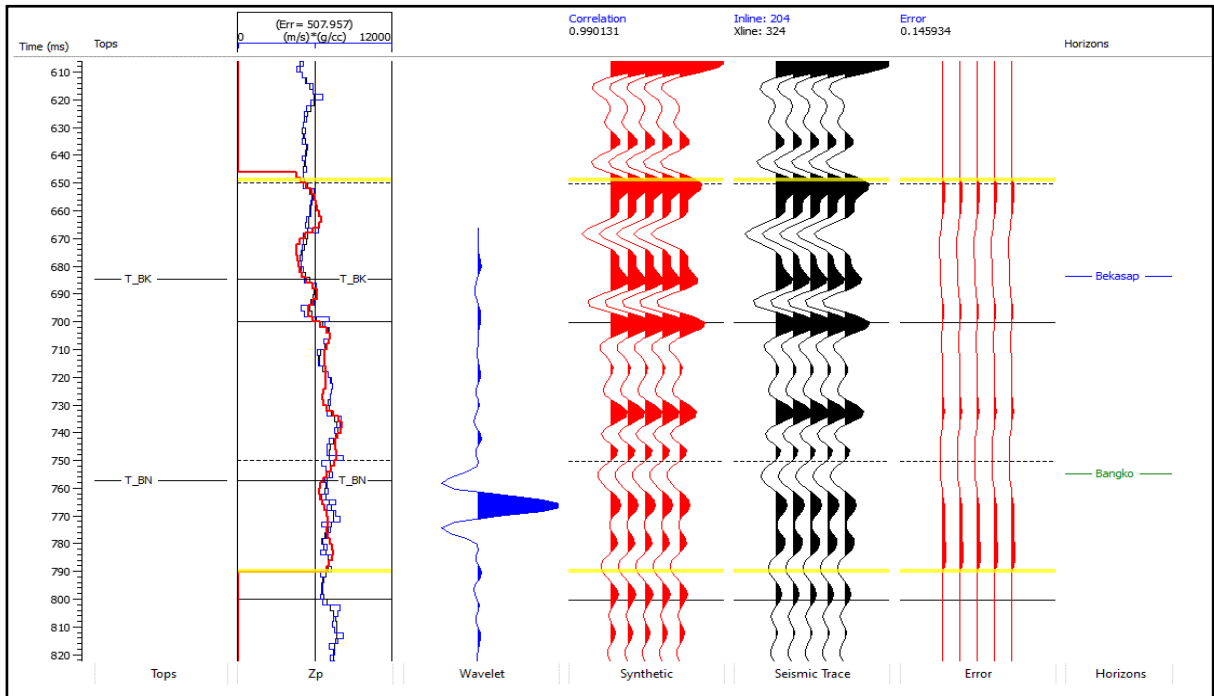 (Err= 507.957)
(m/s)*(g/cc)
0 12000
Correlation
0.990131
Inline: 204
Xline: 324
Error
0.145934
Time (ms)
Tops
Horizons
610
620
630
640
650
660
670
680
T_BK
T_BK
Bekasap
690
700
710
720
730
740
750
T_BN
T_BN
Bangko
760
770
780
790
800
810
820
Tops
Zp
Wavelet
Synthetic
Seismic Trace
Error
Horizons